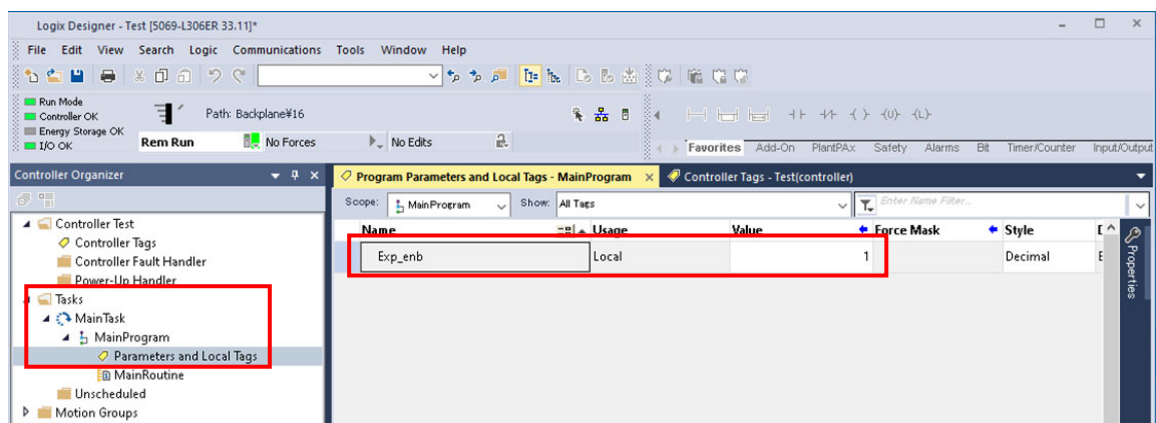 Logix Designer - Test [5069-L306ER 33.11]*
File Edit View Search Logic Communications Tools Window Help
Run Mode
Controller OK
Energy Storage OK
I/O OK
Path: Backplane¥16
Rem Run
No Forces
No Edits
Favorites Add-On PlantPAx Safety Alarms Bit Timer/Counter Input/Output
Controller Organizer
Program Parameters and Local Tags - MainProgram
Controller Tags - Test(controller)
Scope: MainProgram Show: All Tags Enter Name Filter...
Name Usage Value Force Mask Style
Exp_enb Local 1 Decimal
Properties
Controller Test
Controller Tags
Controller Fault Handler
Power-Up Handler
Tasks
MainTask
MainProgram
Parameters and Local Tags
MainRoutine
Unscheduled
Motion Groups